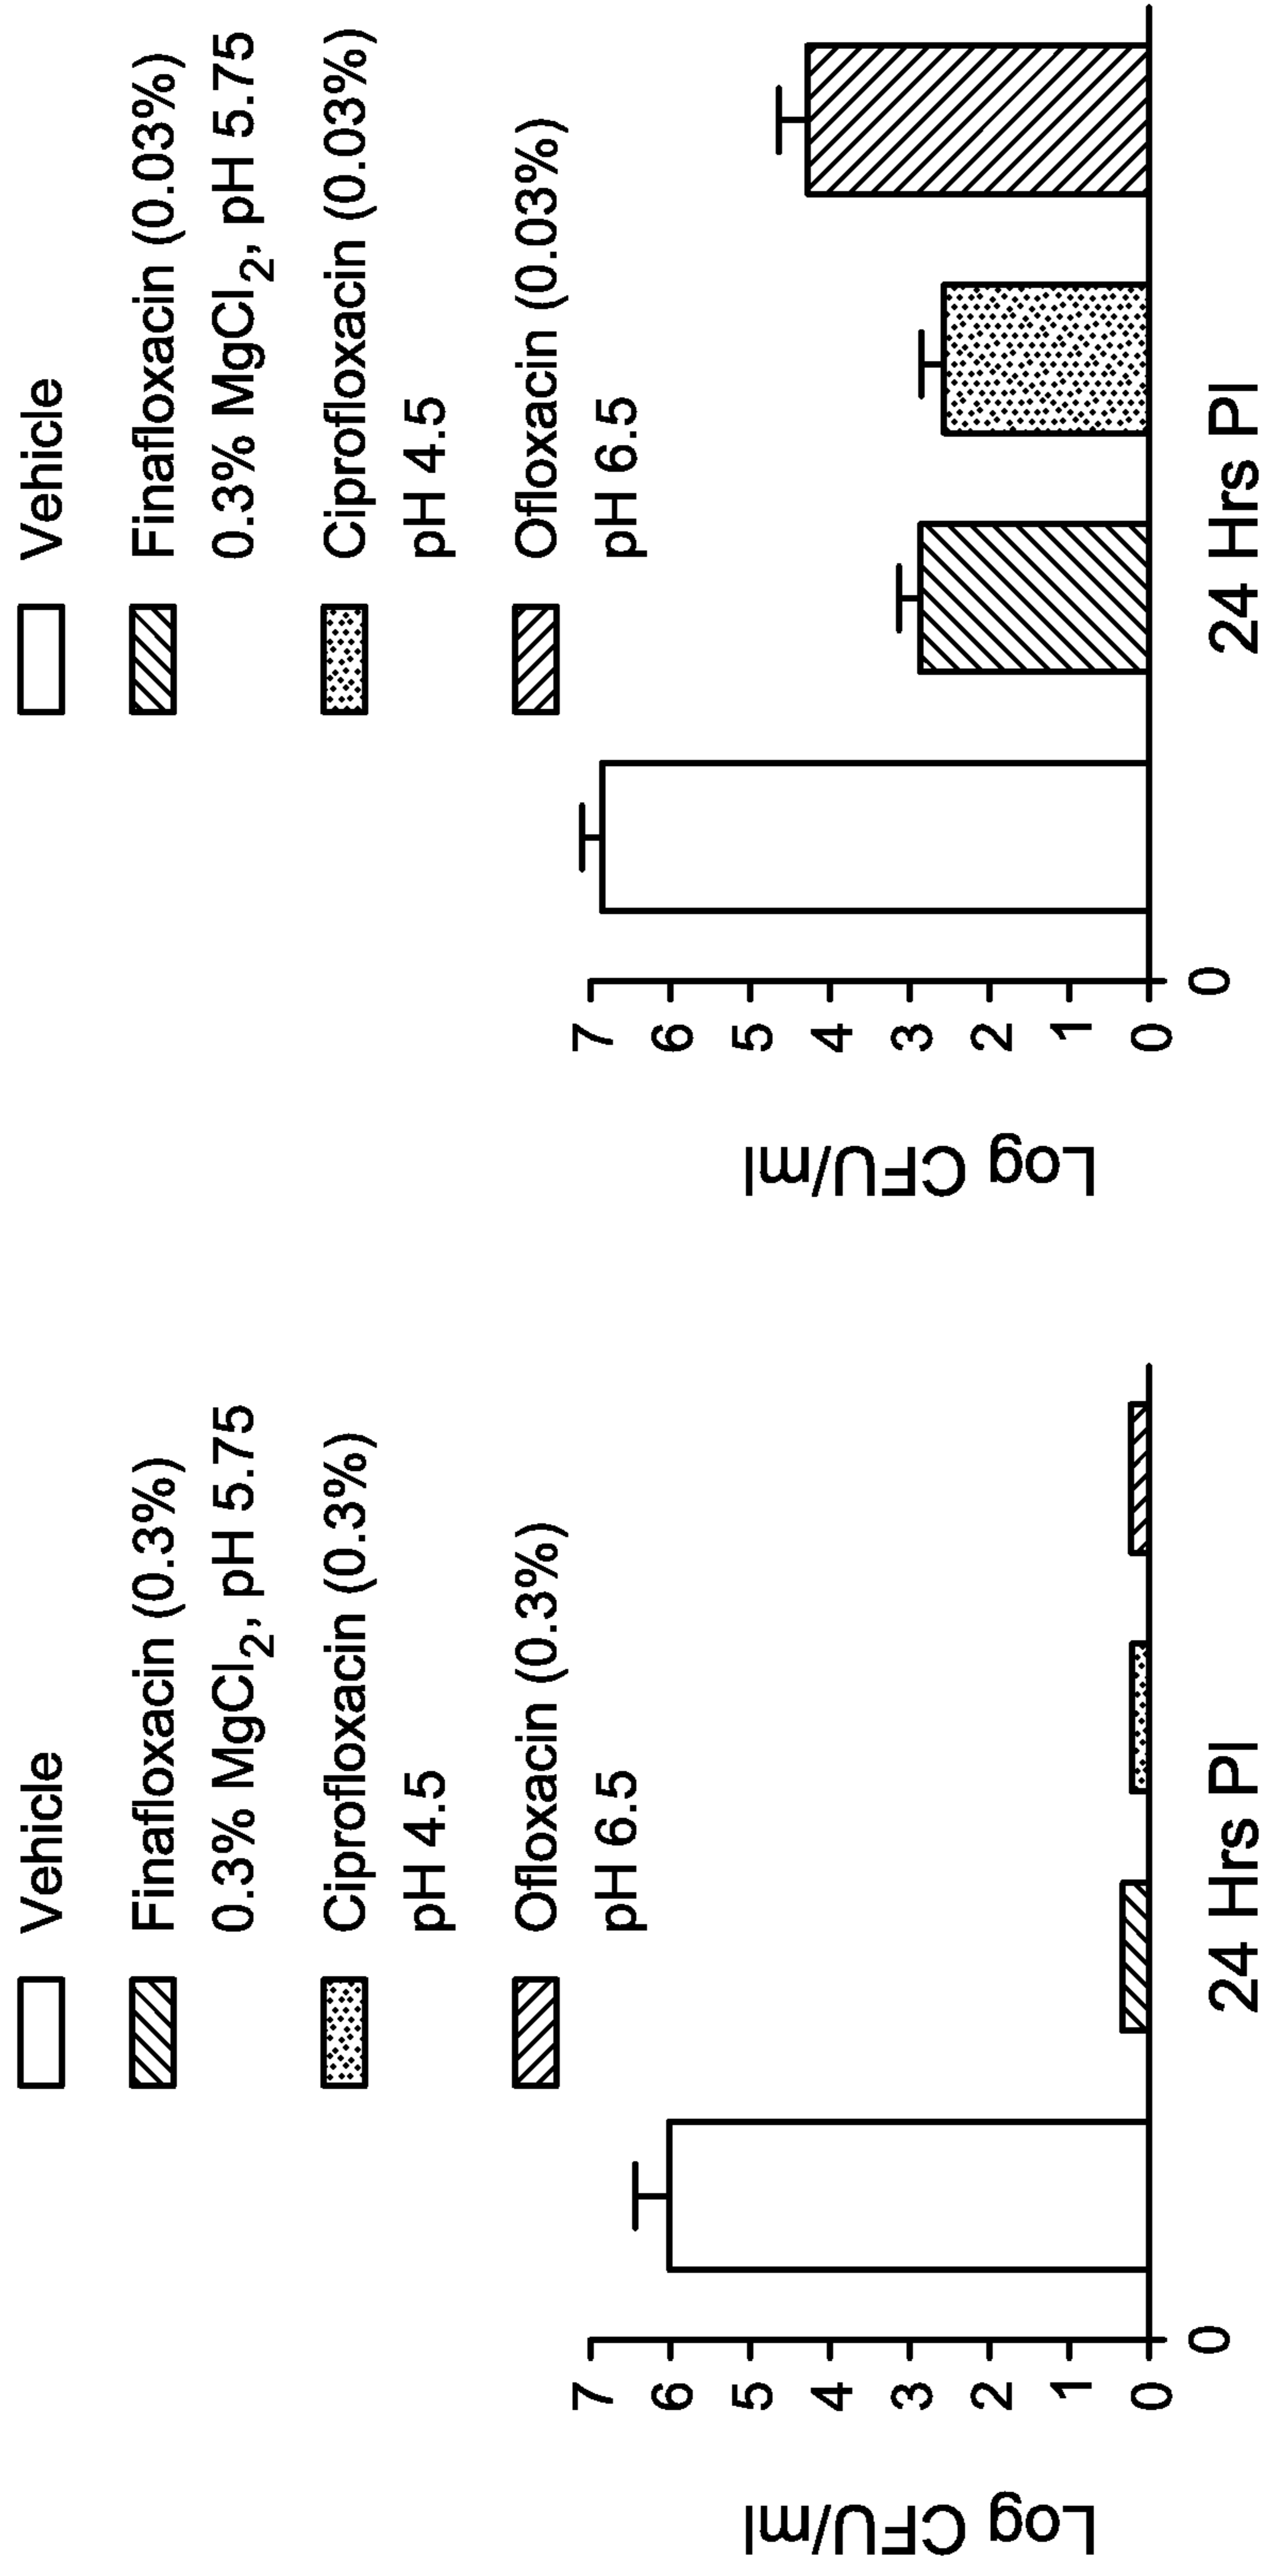 Vehicle
Finafloxacin (0.3%)
0.3% MgCl₂, pH 5.75
Ciprofloxacin (0.3%)
pH 4.5
Ofloxacin (0.3%)
pH 6.5
Log CFU/ml
7
6
5
4
3
2
1
0
0
24 Hrs PI
Vehicle
Finafloxacin (0.03%)
0.3% MgCl₂, pH 5.75
Ciprofloxacin (0.03%)
pH 4.5
Ofloxacin (0.03%)
pH 6.5
Log CFU/ml
7
6
5
4
3
2
1
0
0
24 Hrs PI